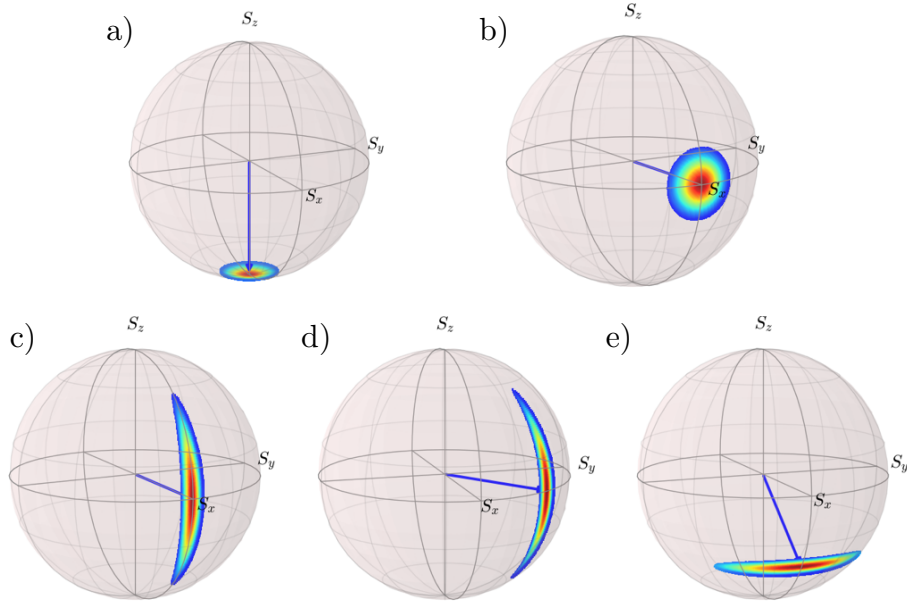 a) $S_z$ $S_y$ $S_x$
b) $S_z$ $S_y$ $S_x$
c) $S_z$ $S_y$ $S_x$
d) $S_z$ $S_y$ $S_x$
e) $S_z$ $S_y$ $S_x$